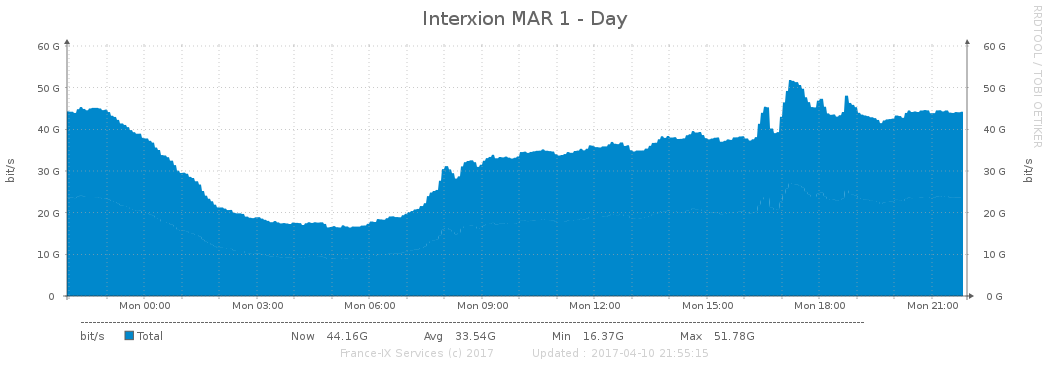 Interxion MAR 1 - Day
RRDTOOL / TOBI OETIKER
60 G 60 G
50 G 50 G
40 G 40 G
30 G 30 G
20 G 20 G
10 G 10 G
0 0 G
bit/s bit/s
Mon 00:00 Mon 03:00 Mon 06:00 Mon 09:00 Mon 12:00 Mon 15:00 Mon 18:00 Mon 21:00
bit/s Total Now 44.16G Avg 33.54G Min 16.37G Max 51.78G
France-IX Services (c) 2017 Updated : 2017-04-10 21:55:15